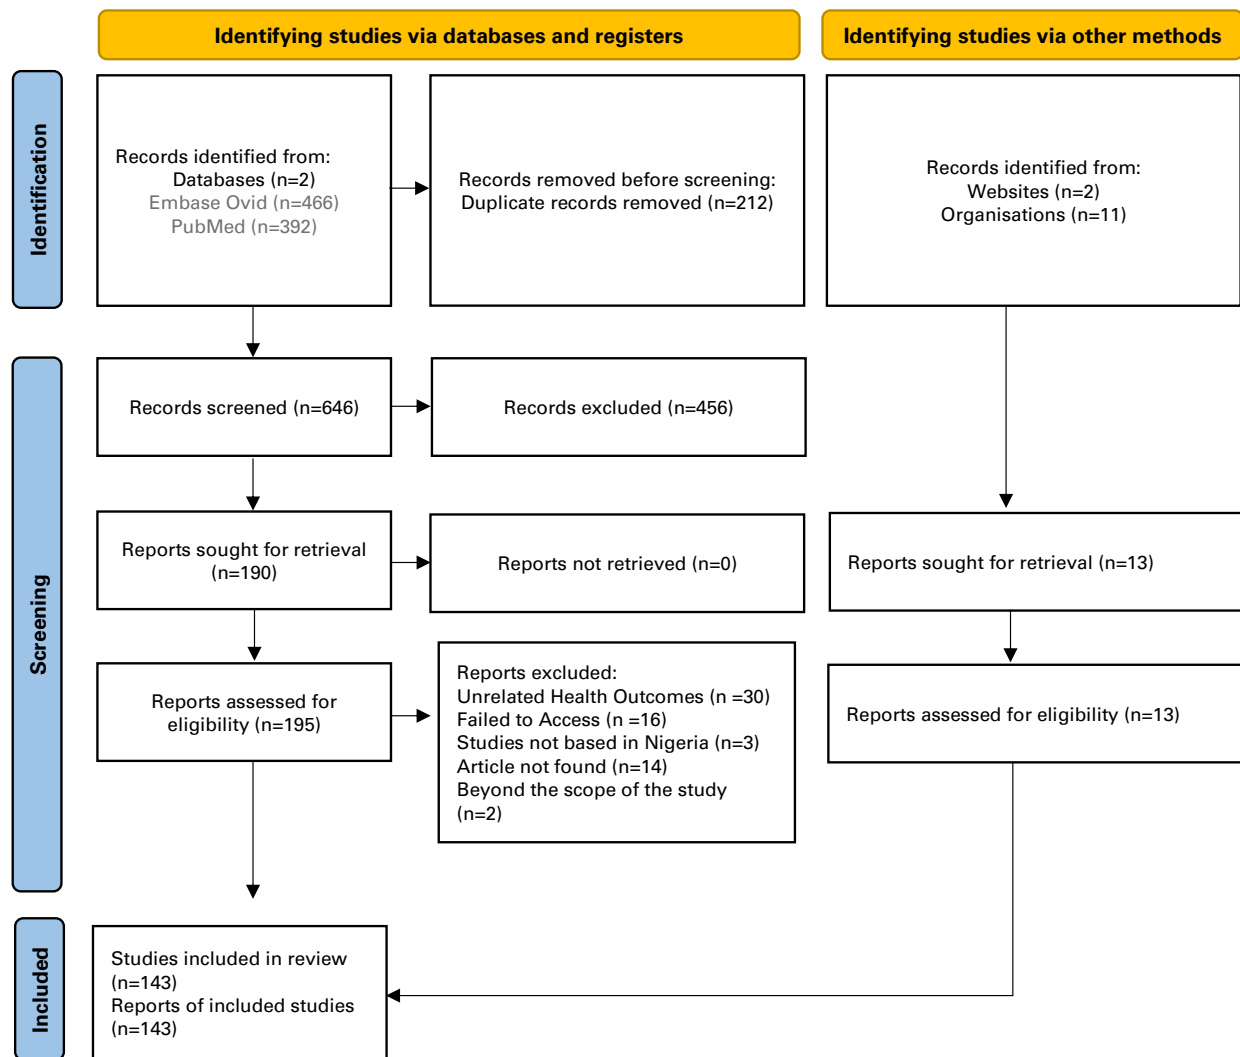 Identifying studies via databases and registers
Identifying studies via other methods
Identification
Records identified from:
Databases (n=2)
Embase Ovid (n=466)
PubMed (n=392)
Records removed before screening:
Duplicate records removed (n=212)
Records identified from:
Websites (n=2)
Organisations (n=11)
Screening
Records screened (n=646)
Records excluded (n=456)
Reports sought for retrieval
(n=190)
Reports not retrieved (n=0)
Reports sought for retrieval (n=13)
Reports assessed for
eligibility (n=195)
Reports excluded:
Unrelated Health Outcomes (n =30)
Failed to Access (n =16)
Studies not based in Nigeria (n=3)
Article not found (n=14)
Beyond the scope of the study
(n=2)
Reports assessed for eligibility (n=13)
Included
Studies included in review
(n=143)
Reports of included studies
(n=143)